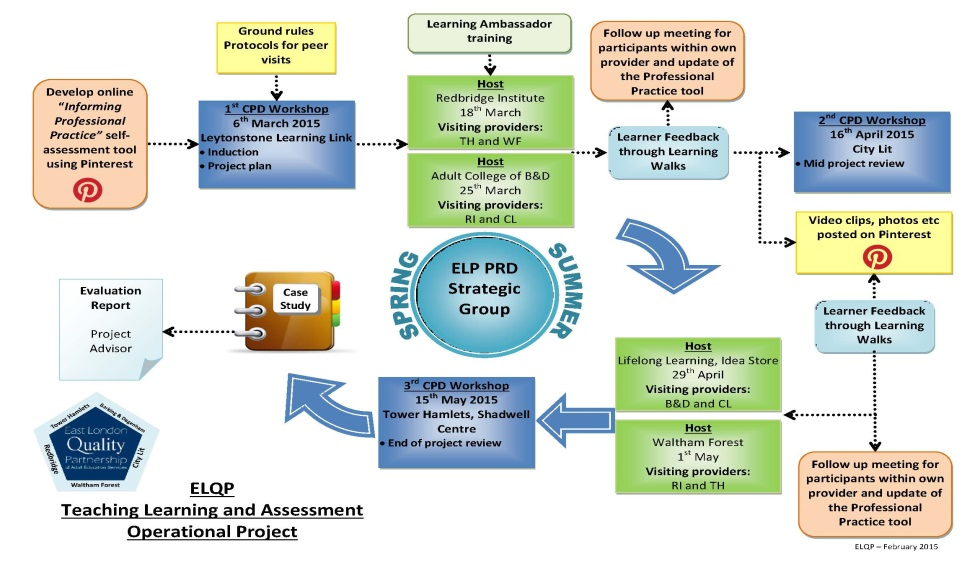 Develop online
“Informing
Professional
Practice” self-
assessment tool
using Pinterest
Ground rules
Protocols for peer
visits
1st CPD Workshop
6th March 2015
Leytonstone Learning Link
• Induction
• Project plan
Learning Ambassador
training
Host
Redbridge Institute
18th March
Visiting providers:
TH and WF
Host
Adult College of B&D
25th March
Visiting providers:
RI and CL
Follow up meeting for
participants within own
provider and update of
the Professional
Practice tool
Learner Feedback
through Learning
Walks
2nd CPD Workshop
16th April 2015
City Lit
• Mid project review
Video clips, photos etc
posted on Pinterest
Learner Feedback
through Learning
Walks
Follow up meeting for
participants within own
provider and update of
the Professional
Practice tool
SPRING
ELP PRD
Strategic
Group
SUMMER
Host
Lifelong Learning, Idea Store
29th April
Visiting providers:
B&D and CL
Host
Waltham Forest
1st May
Visiting providers:
RI and TH
3rd CPD Workshop
15th May 2015
Tower Hamlets, Shadwell
Centre
• End of project review
Case
Study
Evaluation
Report
Project
Advisor
Tower Hamlets
Barking & Dagenham
Redbridge
City Lit
Waltham Forest
East London
Quality
Partnership
of Adult Education Services
ELQP
Teaching Learning and Assessment
Operational Project
ELQP – February 2015